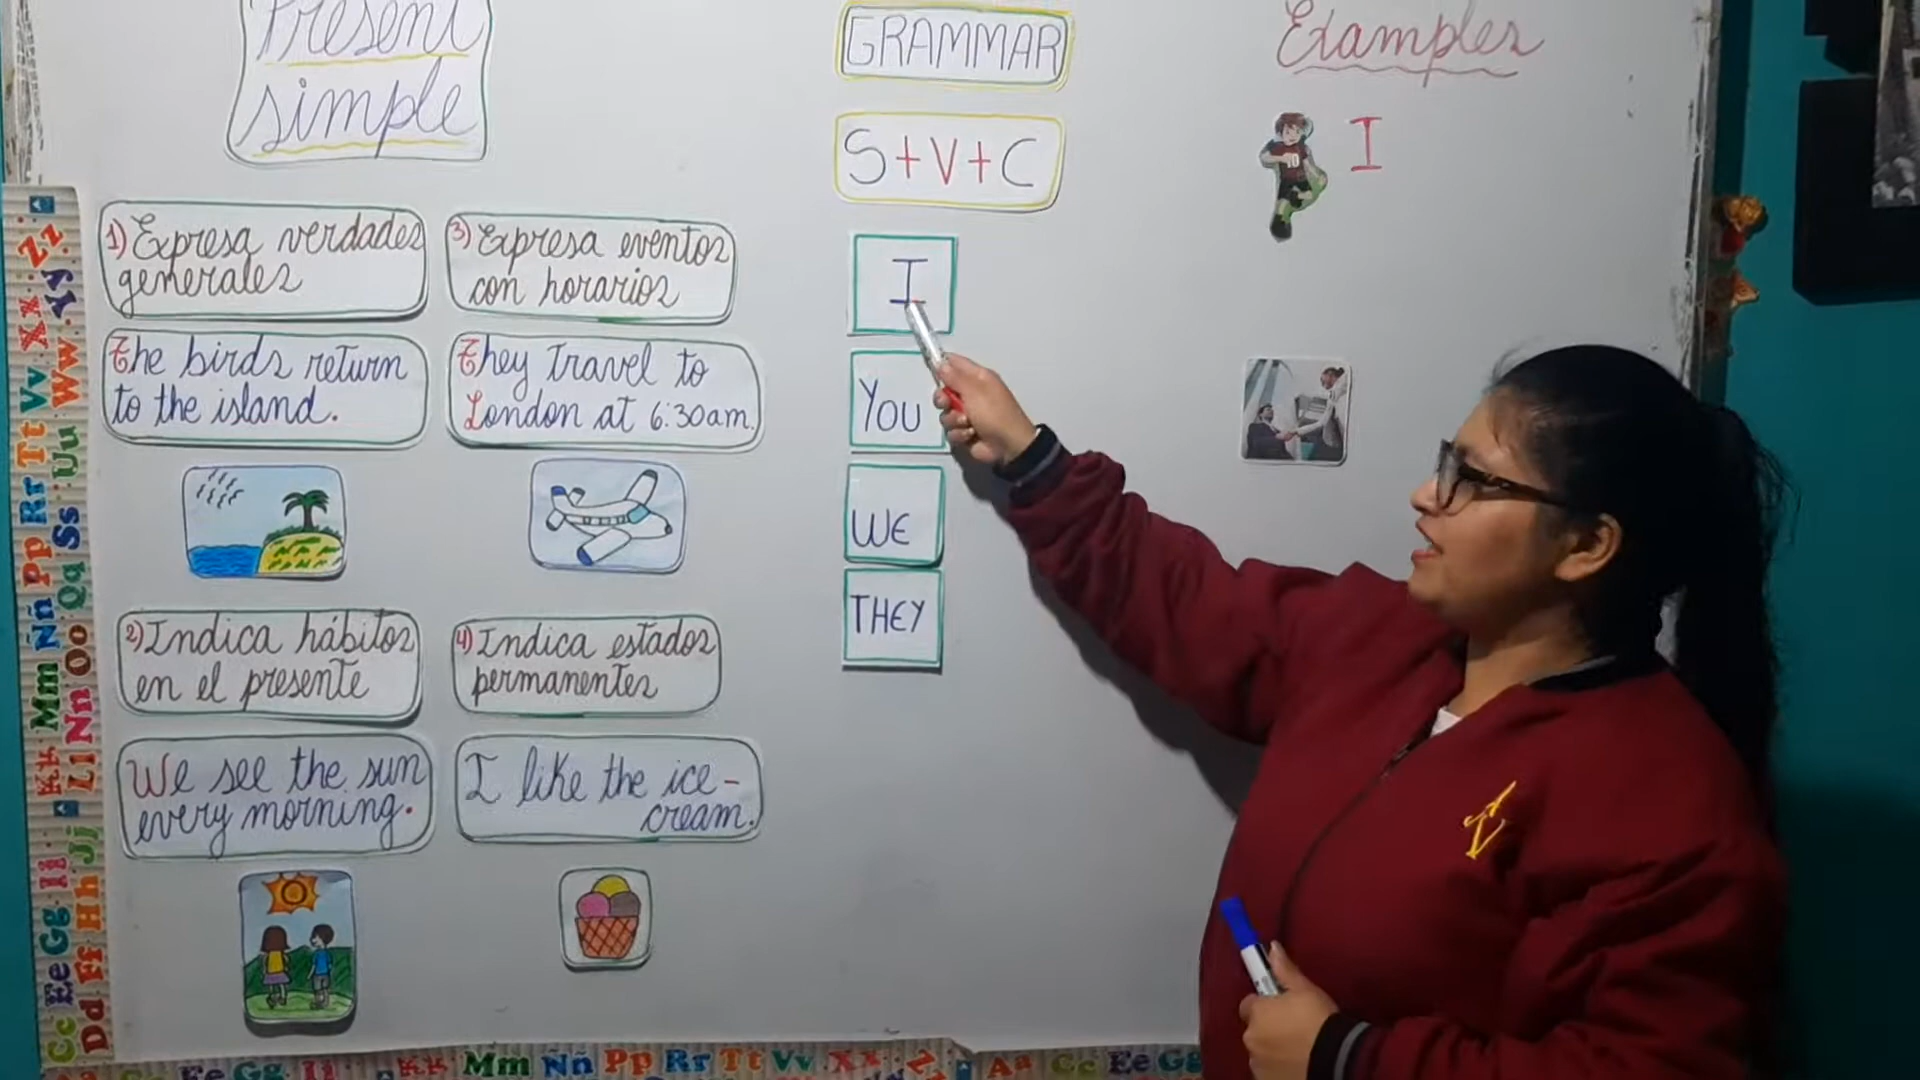 Present
simple
1) Expresa verdades
generales
The birds return
to the island.
2) Indica hábitos
en el presente
We see the sun
every morning.
3) Expresa eventos
con horarios
They travel to
London at 6:30am.
4) Indica estados
permanentes
I like the ice-
cream.
GRAMMAR
S+V+C
I
YOU
WE
THEY
Examples
I
10